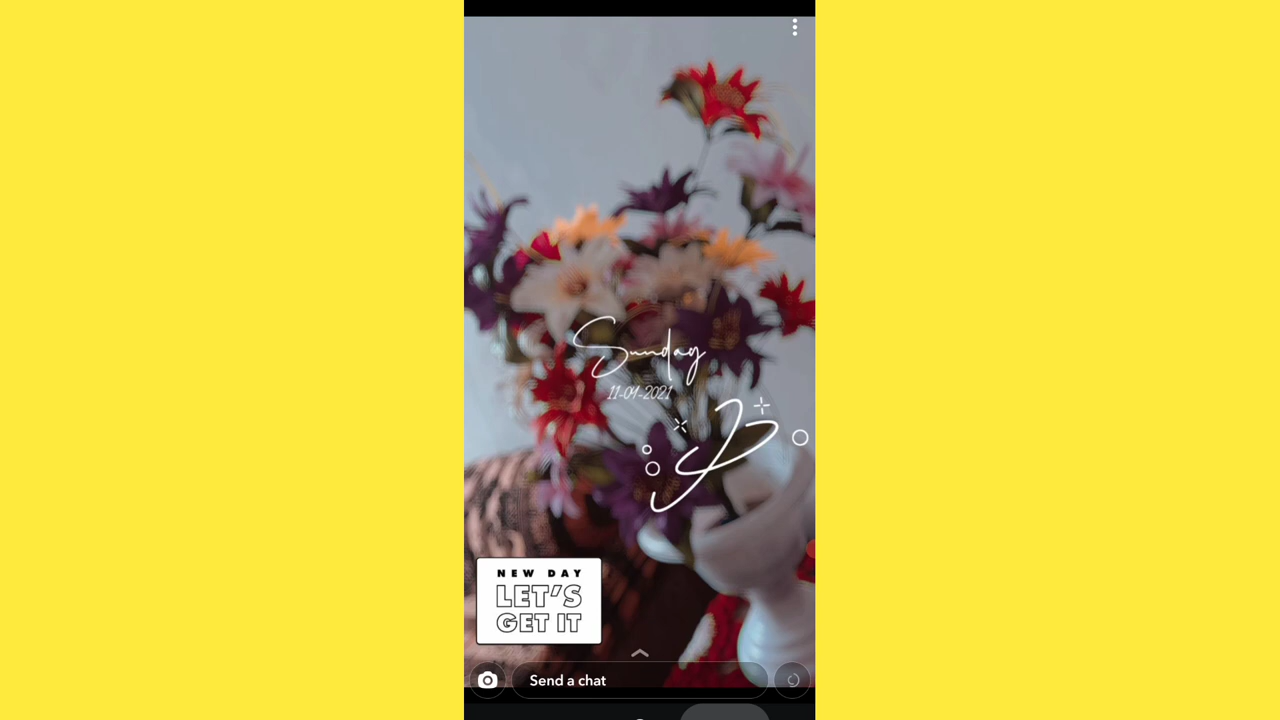 Sunday
11-04-2021
NEW DAY
LET'S
GET IT
Send a chat